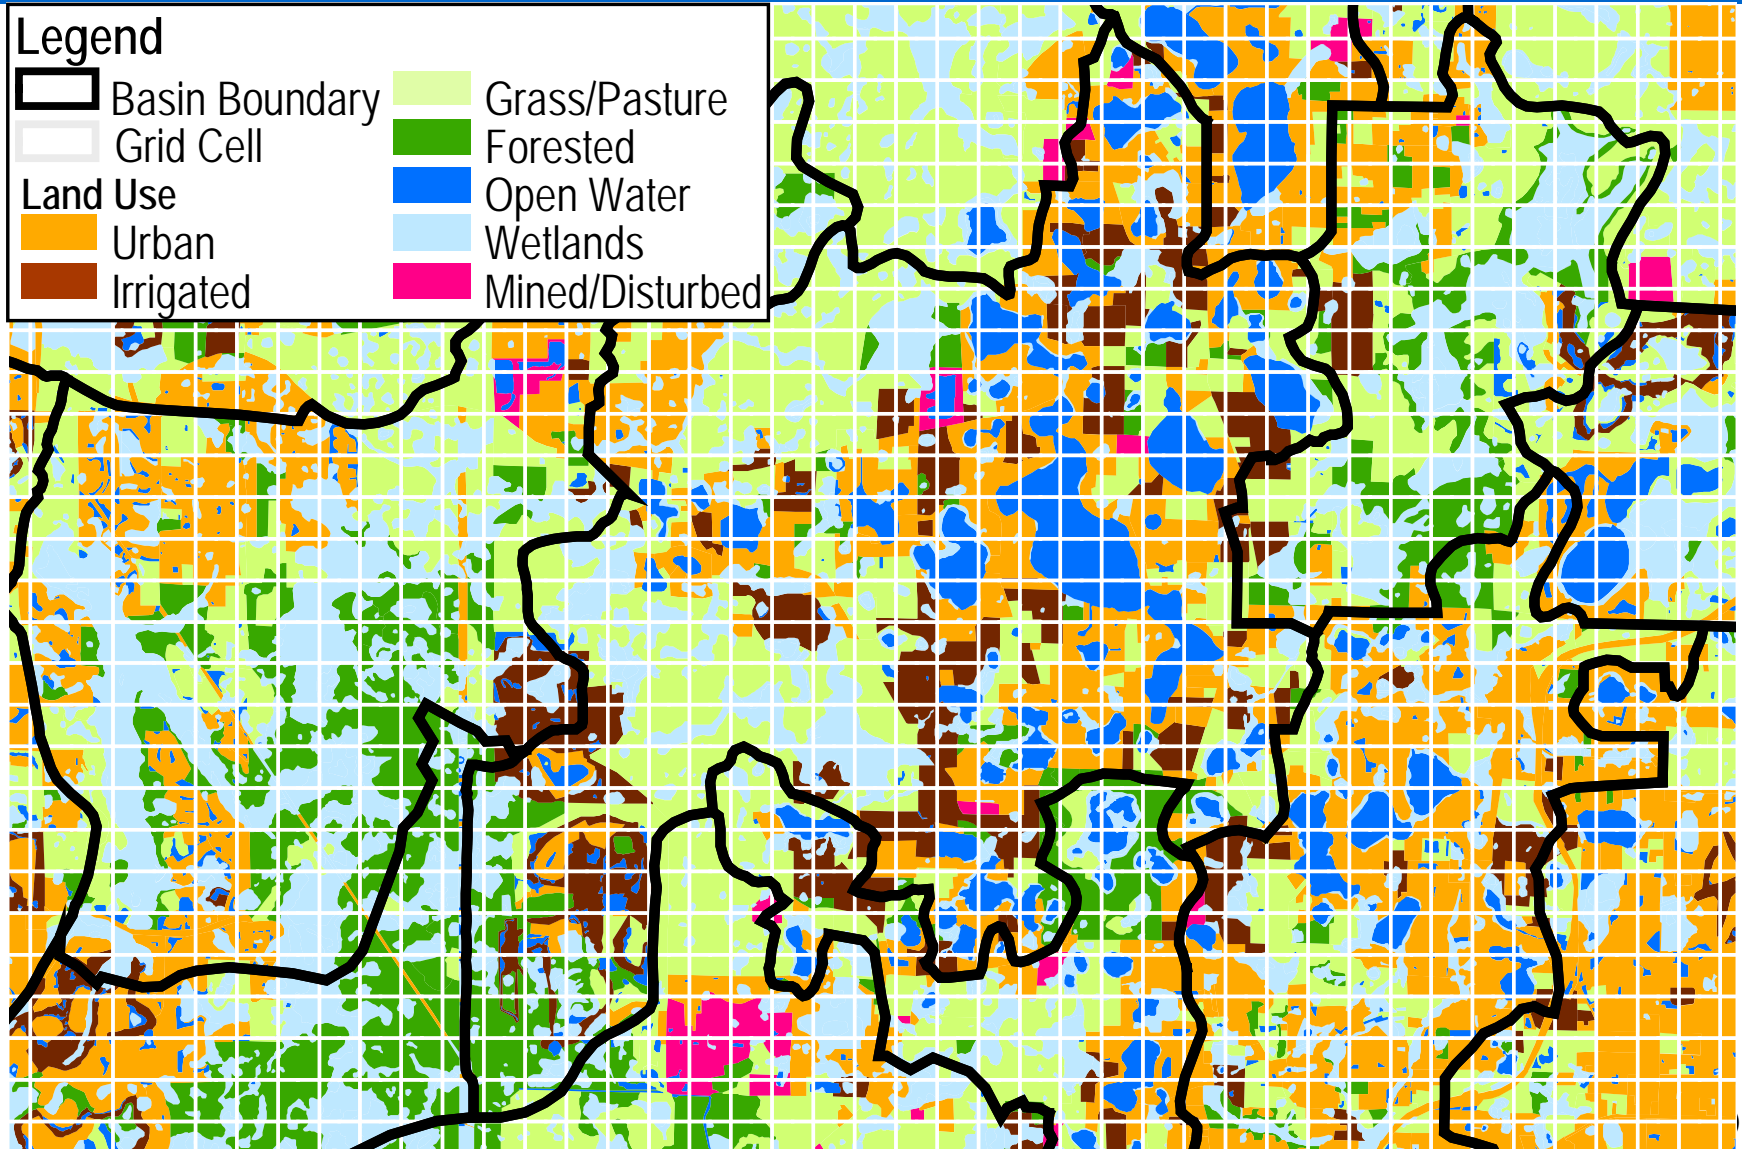 Legend
Basin Boundary
Grid Cell
Land Use
Urban
Irrigated
Grass/Pasture
Forested
Open Water
Wetlands
Mined/Disturbed